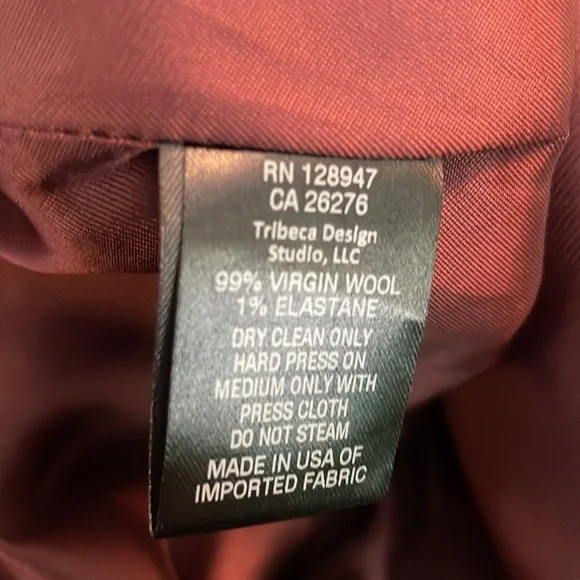 RN 128947
CA 26276
Tribeca Design
Studio, LLC
99% VIRGIN WOOL
1% ELASTANE
DRY CLEAN ONLY
HARD PRESS ON
MEDIUM ONLY WITH
PRESS CLOTH
DO NOT STEAM
MADE IN USA OF
IMPORTED FABRIC